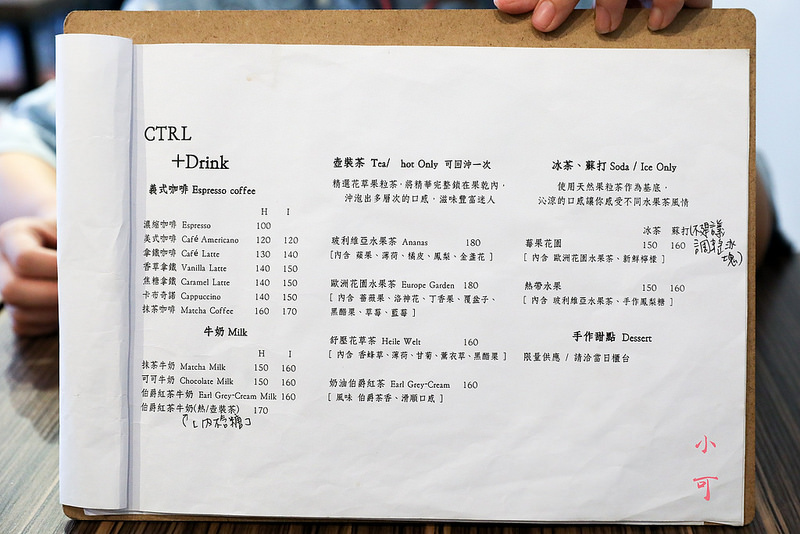 CTRL
+Drink
義式咖啡 Espresso coffee
H I
濃縮咖啡 Espresso 100
美式咖啡 Café Americano 120 120
拿鐵咖啡 Café Latte 130 140
香草拿鐵 Vanilla Latte 140 150
焦糖拿鐵 Caramel Latte 140 150
卡布奇諾 Cappuccino 140 150
抹茶咖啡 Matcha Coffee 160 170
牛奶 Milk
H I
抹茶牛奶 Matcha Milk 150 160
可可牛奶 Chocolate Milk 150 160
伯爵紅茶牛奶 Earl Grey-Cream Milk 160
伯爵紅茶牛奶(熱/壺裝茶) 170
內不含糖
壺裝茶 Tea/ hot Only 可回沖一次
精選花草果粒茶,將精華完整鎖在果乾內,
沖泡出多層次的口感,滋味豐富迷人
玻利維亞水果茶 Ananas 180
[內含 蘋果、薄荷、橘皮、鳳梨、金盞花 ]
歐洲花園水果茶 Europe Garden 180
[ 內含 薔薇果、洛神花、丁香果、覆盆子、
黑醋果、草莓、藍莓 ]
舒壓花草茶 Heile Welt 160
[ 內含 香蜂草、薄荷、甘菊、薰衣草、黑醋果 ]
奶油伯爵紅茶 Earl Grey-Cream 160
[ 風味 伯爵茶香、滑順口感 ]
冰茶、蘇打 Soda / Ice Only
使用天然果粒茶作為基底,
沁涼的口感讓你感受不同水果茶風情
冰茶 蘇打(不建議
調整冰
塊)
莓果花園 150 160
[ 內含 歐洲花園水果茶、新鮮檸檬 ]
熱帶水果 150 160
[ 內含 玻利維亞水果茶、手作鳳梨糖 ]
手作甜點 Dessert
限量供應 / 請洽當日櫃台
小
可